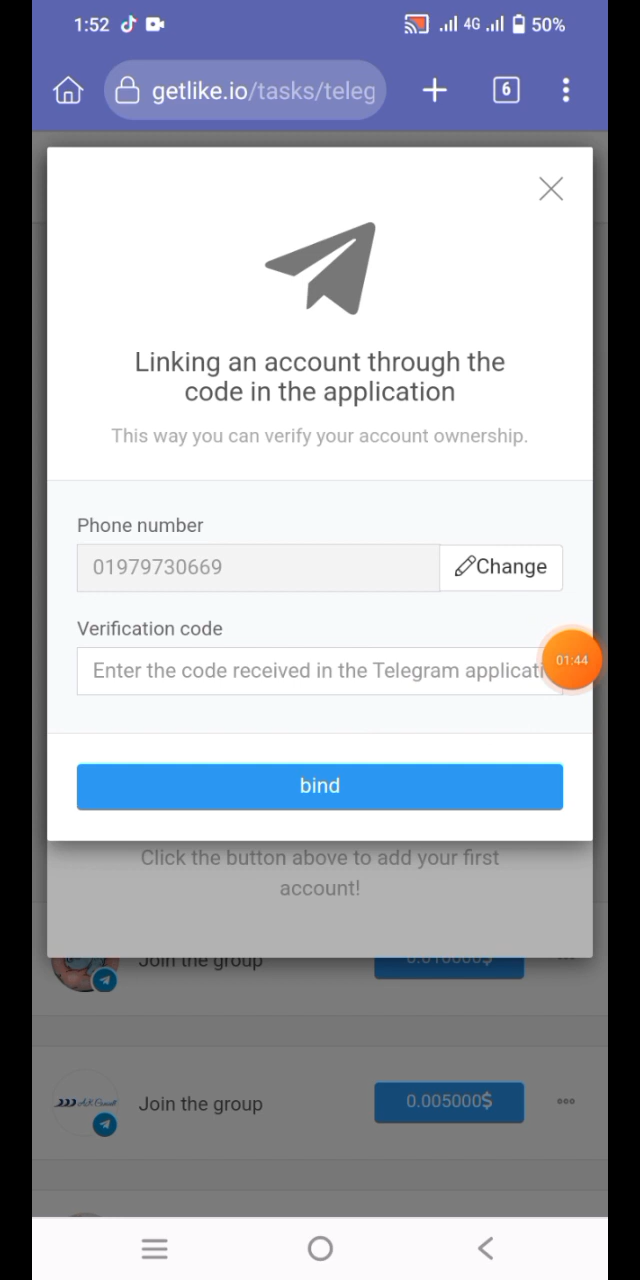 1:52
4G
50%
getlike.io/tasks/teleg
6
Linking an account through the
code in the application
This way you can verify your account ownership.
Phone number
01979730669
Change
Verification code
Enter the code received in the Telegram applicati
01:44
bind
Click the button above to add your first
account!
Join the group
0.010000$
Join the group
0.005000$